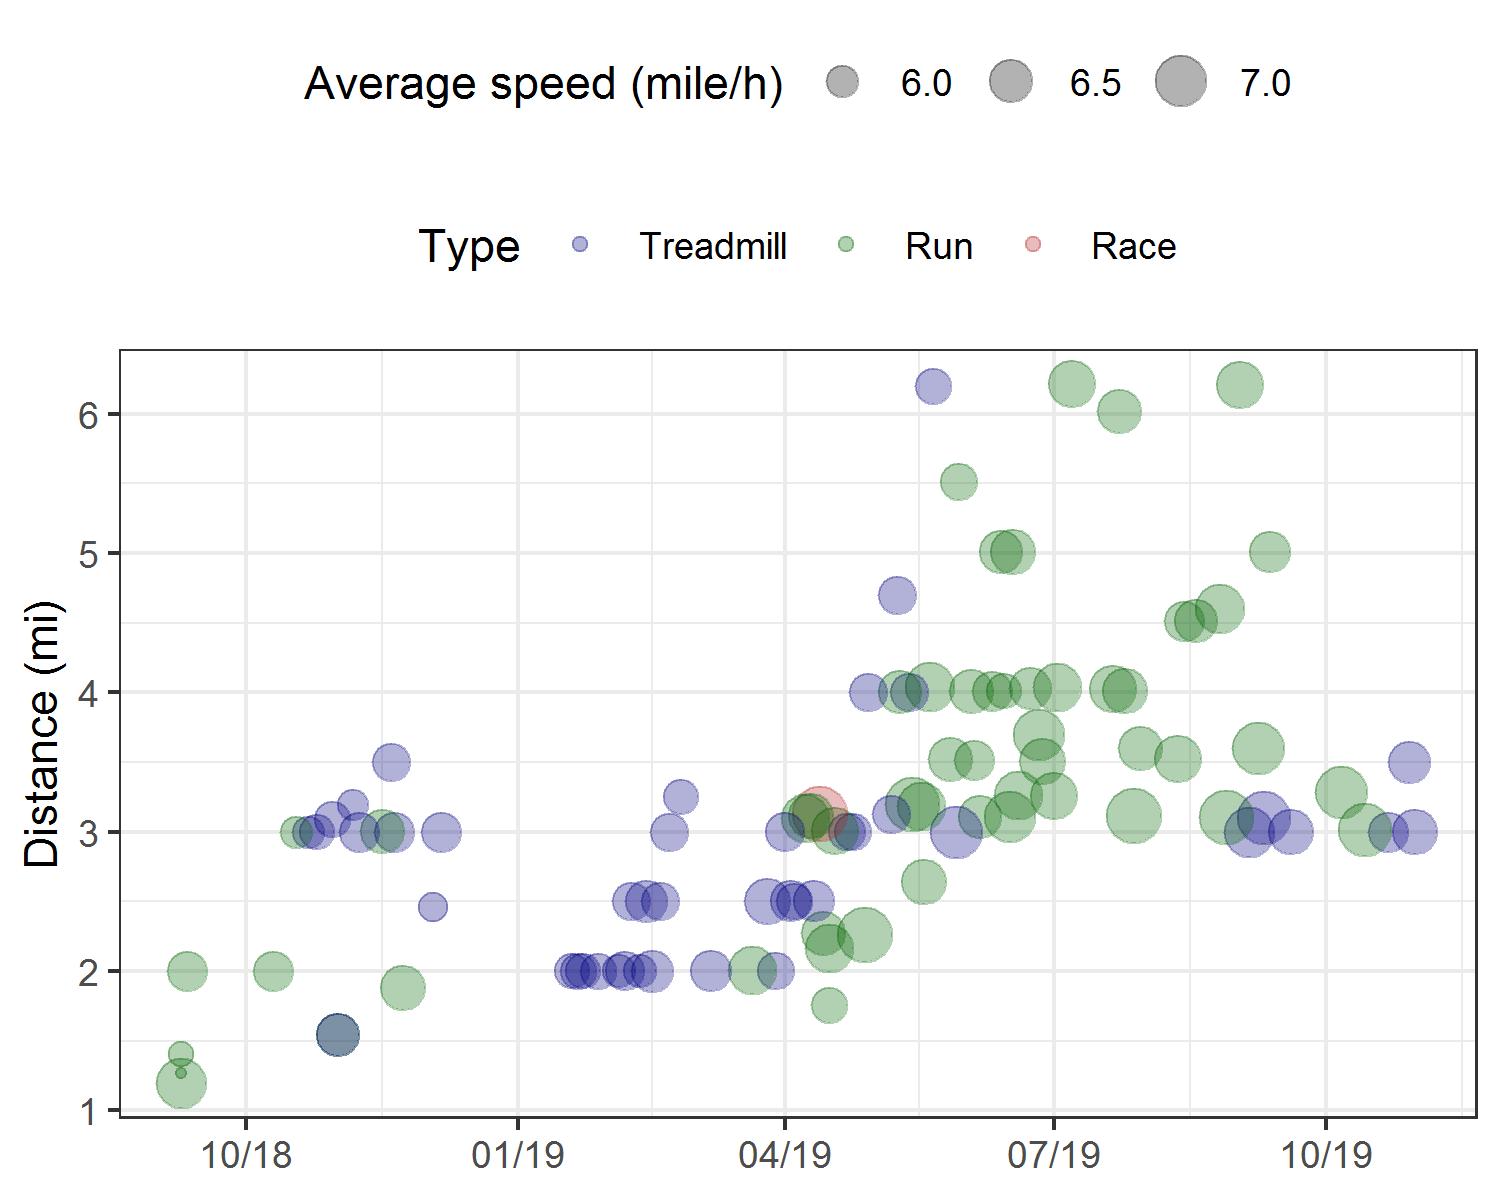 Average speed (mile/h) 6.0 6.5 7.0
Type Treadmill Run Race
Distance (mi)
6
5
4
3
2
1
10/18 01/19 04/19 07/19 10/19